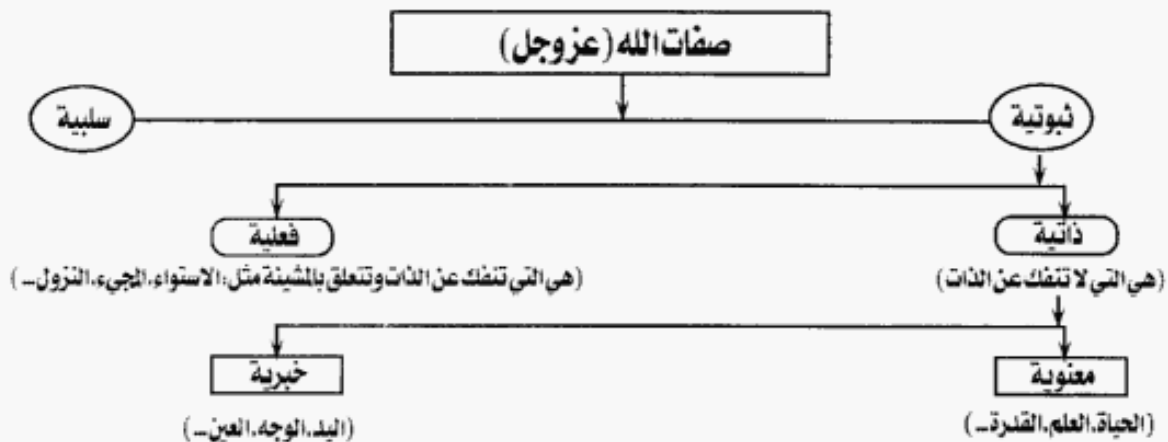 صفات الله (عزوجل)
ثبوتية
سلبية
ذاتية
فعلية
(هي التي لا تنفك عن الذات)
(هي التي تنفك عن الذات وتتعلق بالمشيئة مثل: الاستواء، المجيء، النزول...)
معنوية
خبرية
(الحياة، العلم، القدرة...)
(اليد، الوجه، العين...)